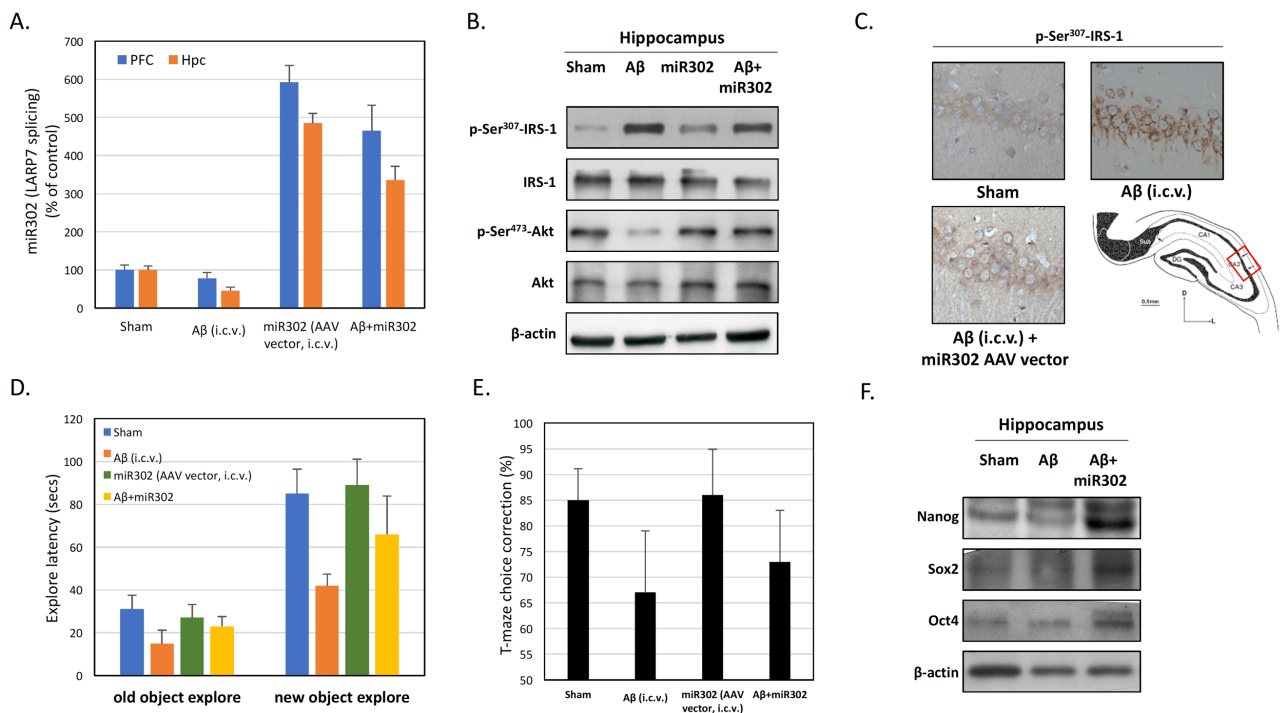 A.
miR302 (LARP7 splicing)
(% of control)
700
600
500
400
300
200
100
0
PFC
Hpc
Sham
Aβ (i.c.v.)
miR302 (AAV
vector, i.c.v.)
Aβ+miR302
B.
Hippocampus
Sham Aβ miR302 Aβ+
miR302
p-Ser³⁰⁷-IRS-1
IRS-1
p-Ser⁴⁷³-Akt
Akt
β-actin
C.
p-Ser³⁰⁷-IRS-1
Sham
Aβ (i.c.v.)
Aβ (i.c.v.) +
miR302 AAV vector
Sub
CA1
DG
CA2
CA3
0.5mm
D
L
D.
Explore latency (secs)
120
100
80
60
40
20
0
Sham
Aβ (i.c.v.)
miR302 (AAV vector, i.c.v.)
Aβ+miR302
old object explore
new object explore
E.
T-maze choice correction (%)
100
95
90
85
80
75
70
65
60
55
50
Sham
Aβ (i.c.v.)
miR302 (AAV
vector, i.c.v.)
Aβ+miR302
F.
Hippocampus
Sham Aβ Aβ+
miR302
Nanog
Sox2
Oct4
β-actin